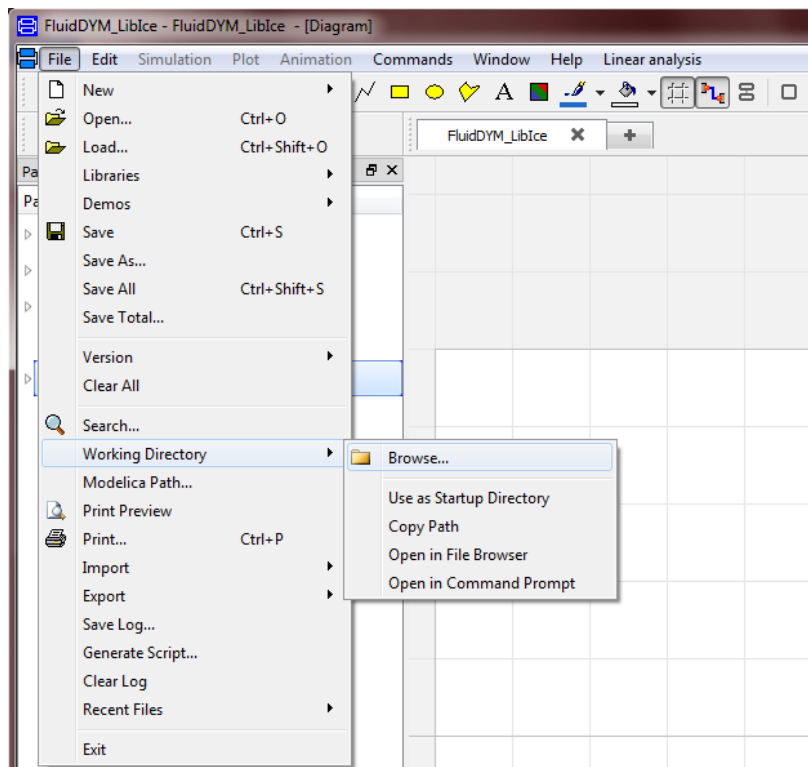 FluidDYM_LibIce - FluidDYM_LibIce - [Diagram]
File Edit Simulation Plot Animation Commands Window Help Linear analysis
New
A
Open... Ctrl+O
Load... Ctrl+Shift+O
FluidDYM_LibIce
Pa
Libraries
Pa
Demos
Save Ctrl+S
Save As...
Save All Ctrl+Shift+S
Save Total...
Version
Clear All
Search...
Working Directory
Browse...
Modelica Path...
Use as Startup Directory
Print Preview
Copy Path
Print... Ctrl+P
Open in File Browser
Import
Open in Command Prompt
Export
Save Log...
Generate Script...
Clear Log
Recent Files
Exit